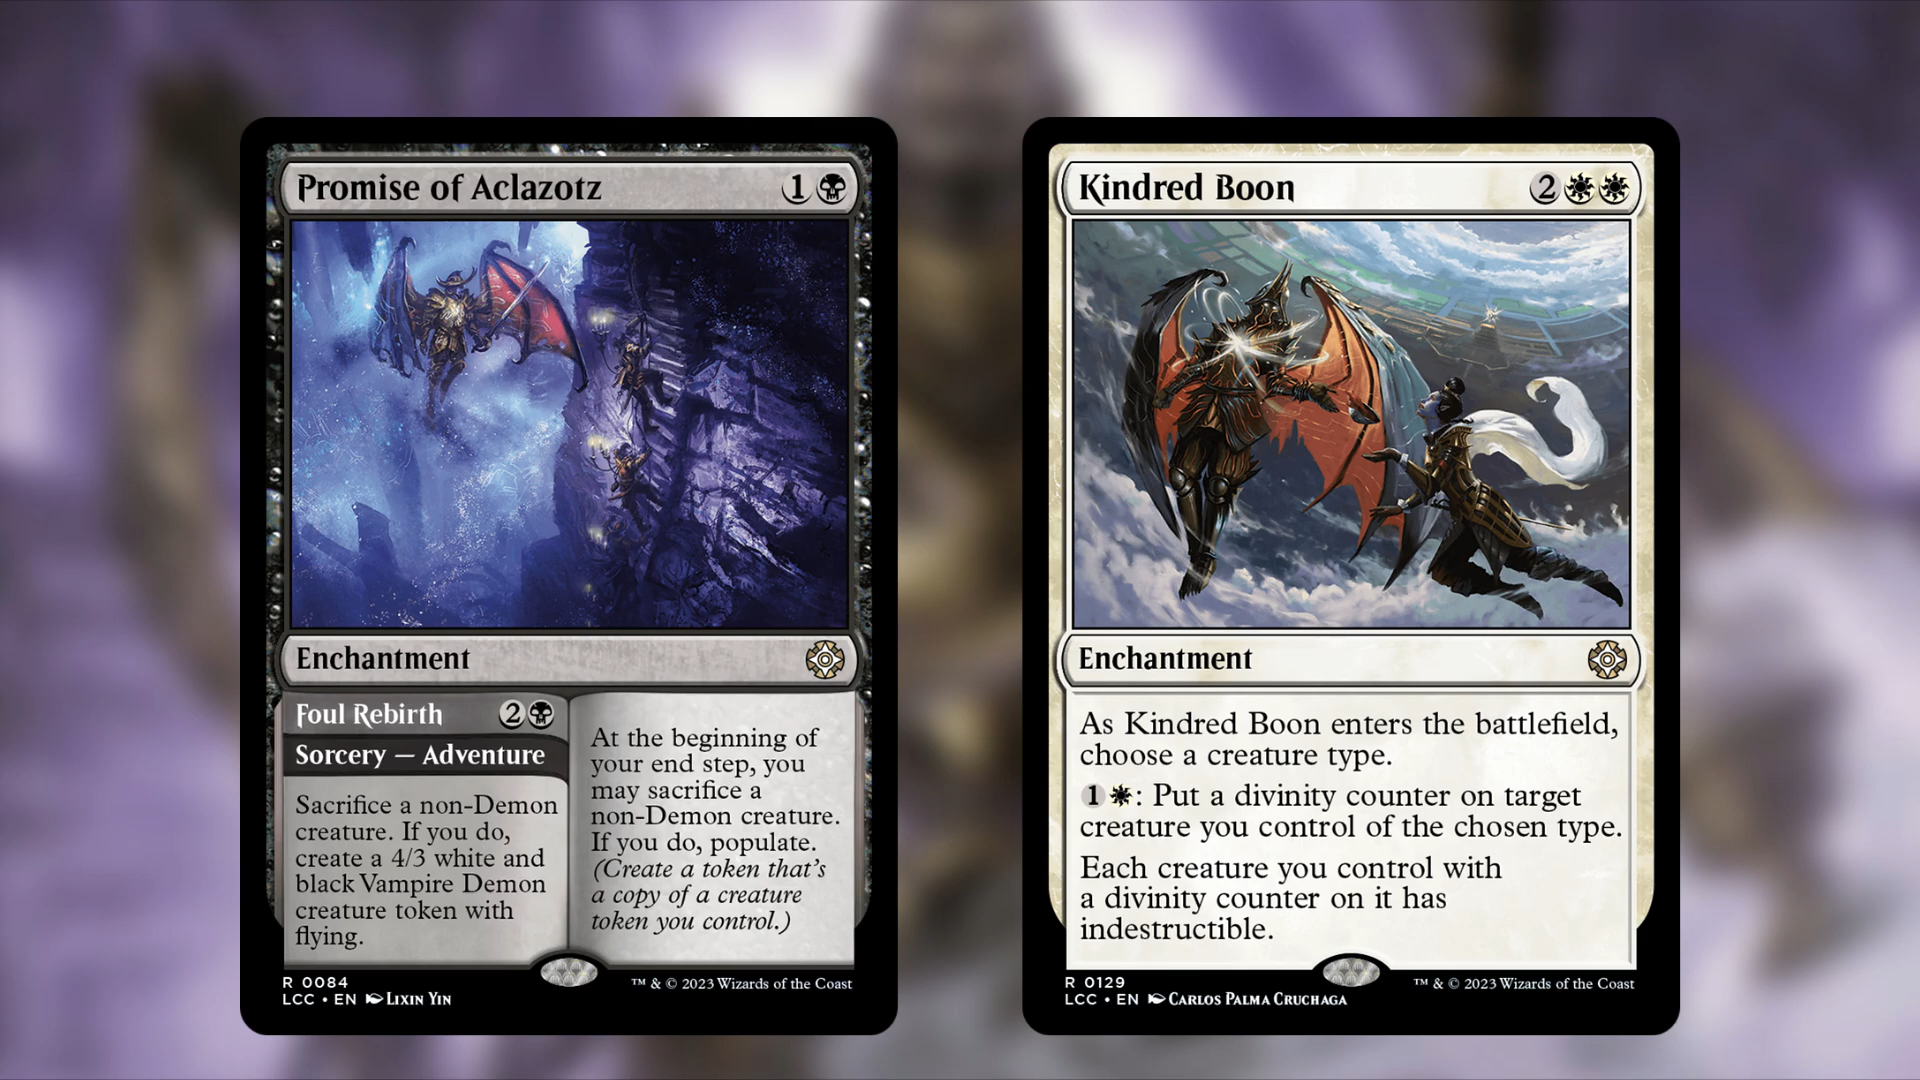 Promise of Aclazotz 1
Enchantment
Foul Rebirth 2
Sorcery — Adventure
Sacrifice a non-Demon
creature. If you do,
create a 4/3 white and
black Vampire Demon
creature token with
flying.
At the beginning of
your end step, you
may sacrifice a
non-Demon creature.
If you do, populate.
(Create a token that's
a copy of a creature
token you control.)
R 0084
LCC • EN Lixin Yin
™ & © 2023 Wizards of the Coast
Kindred Boon 2
Enchantment
As Kindred Boon enters the battlefield,
choose a creature type.
1 : Put a divinity counter on target
creature you control of the chosen type.
Each creature you control with
a divinity counter on it has
indestructible.
R 0129
LCC • EN Carlos Palma Cruchaga
™ & © 2023 Wizards of the Coast